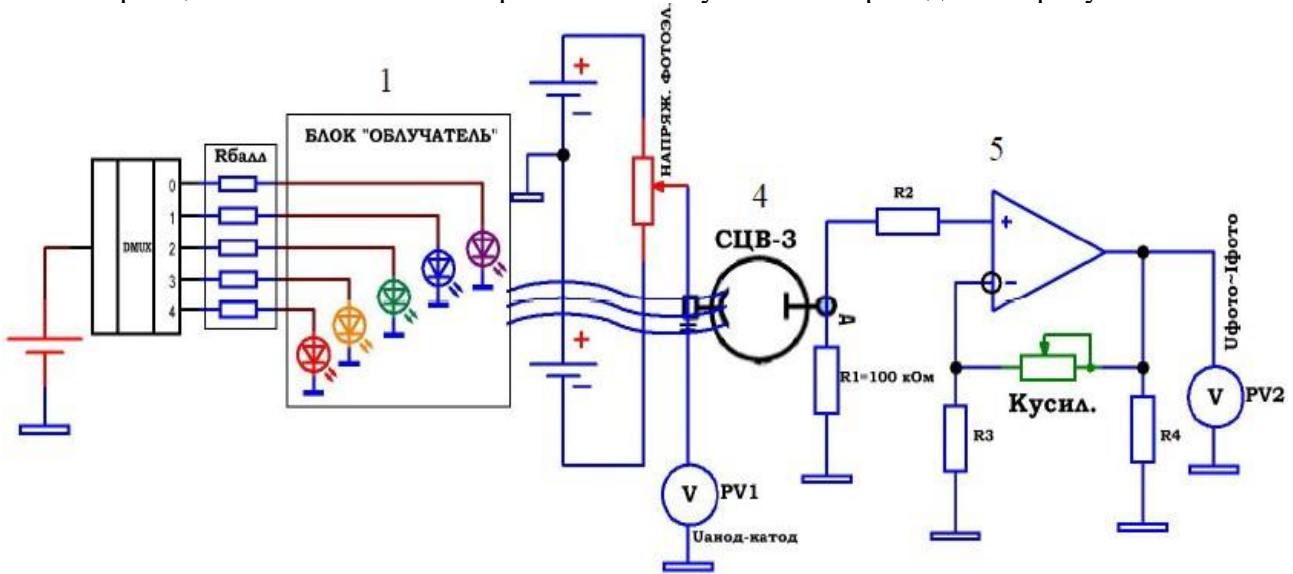 1
БЛОК "ОБЛУЧАТЕЛЬ"
Rбалл
DMUX
0
1
2
3
4
+
−
+
−
НАПРЯЖ. ФОТОЭЛ.
4
СЦВ-3
A
R1=100 кОм
V
PV1
Uанод-катод
5
R2
+
−
Кусил.
R3
R4
Uфото-Iфото
V
PV2